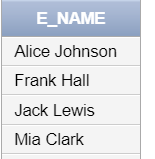 E_NAME
Alice Johnson
Frank Hall
Jack Lewis
Mia Clark